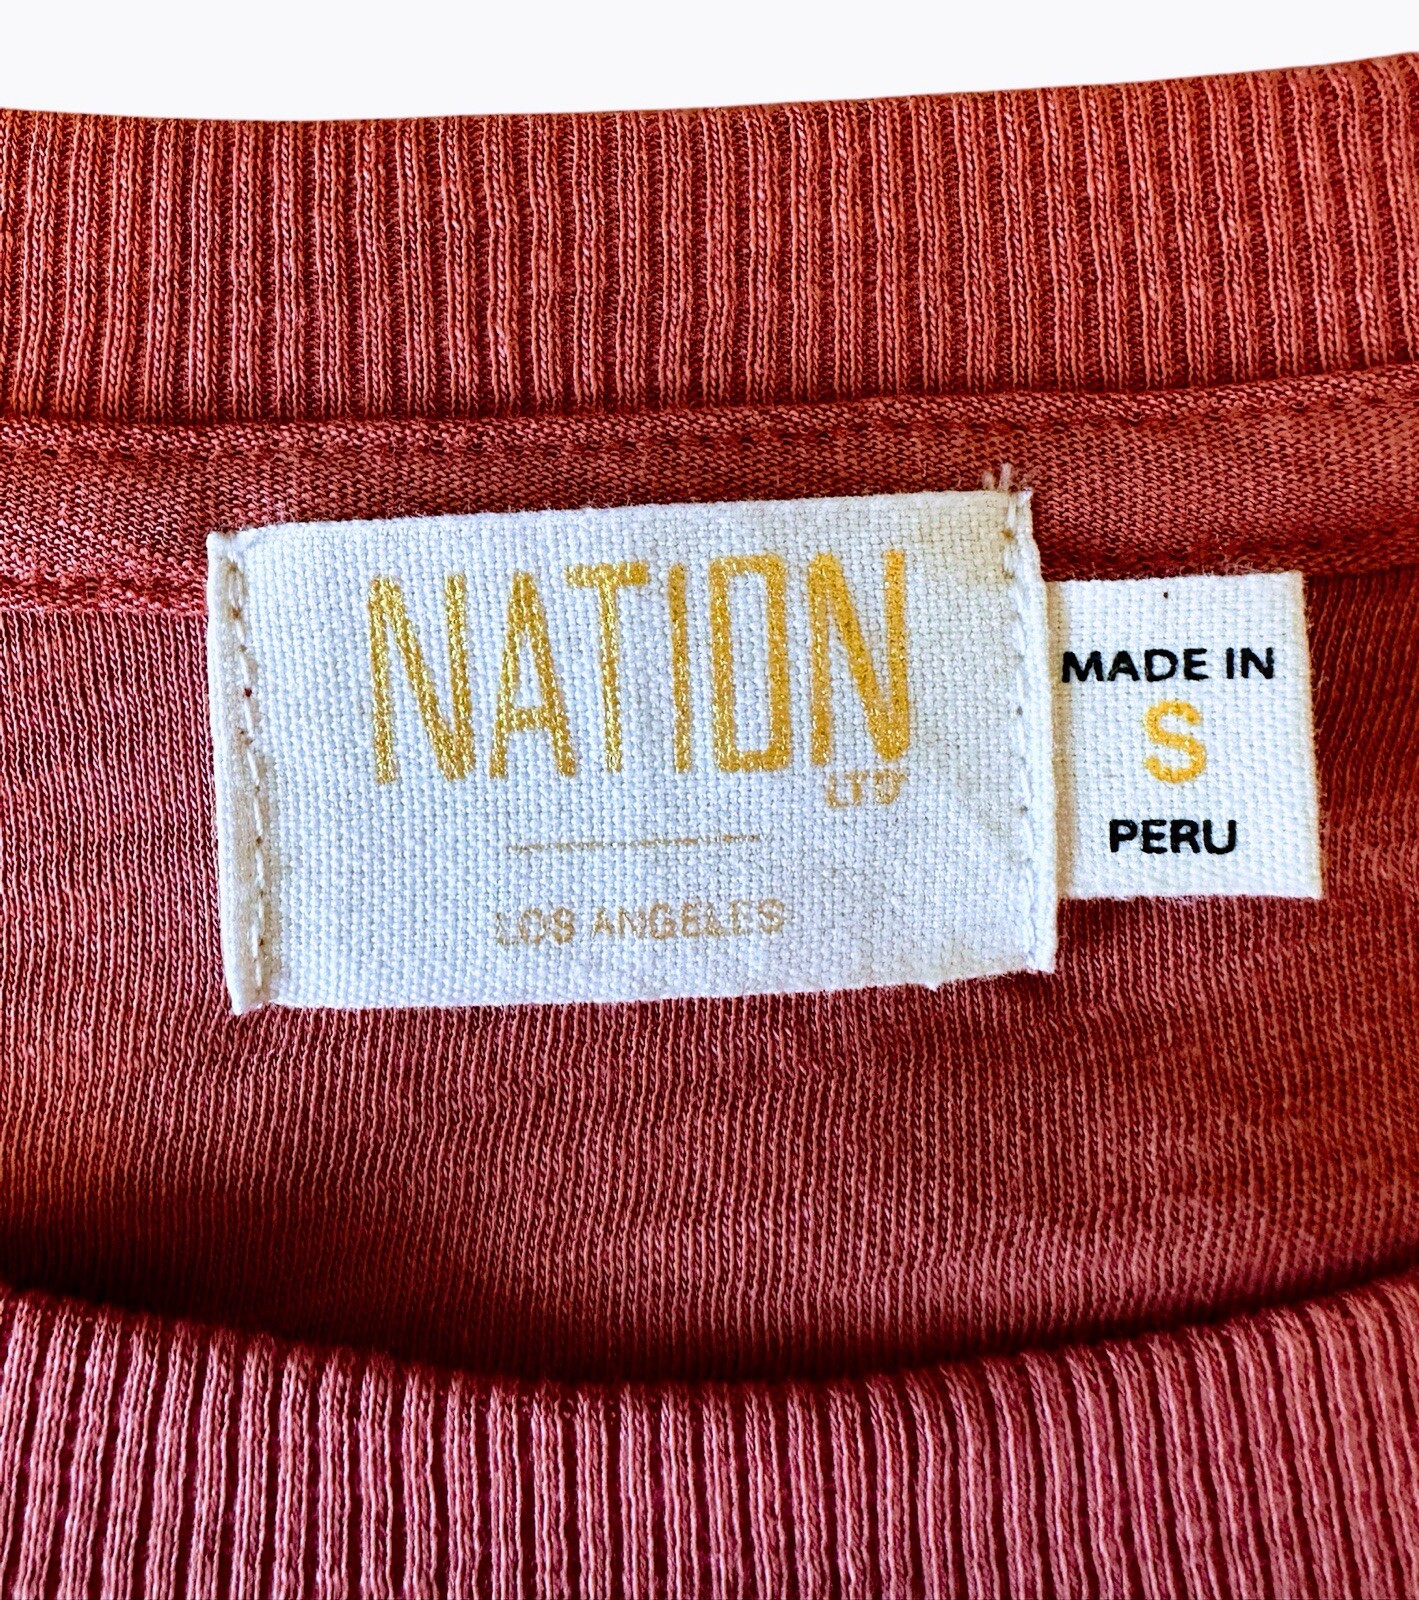 NATION
LTD
LOS ANGELES
MADE IN
S
PERU